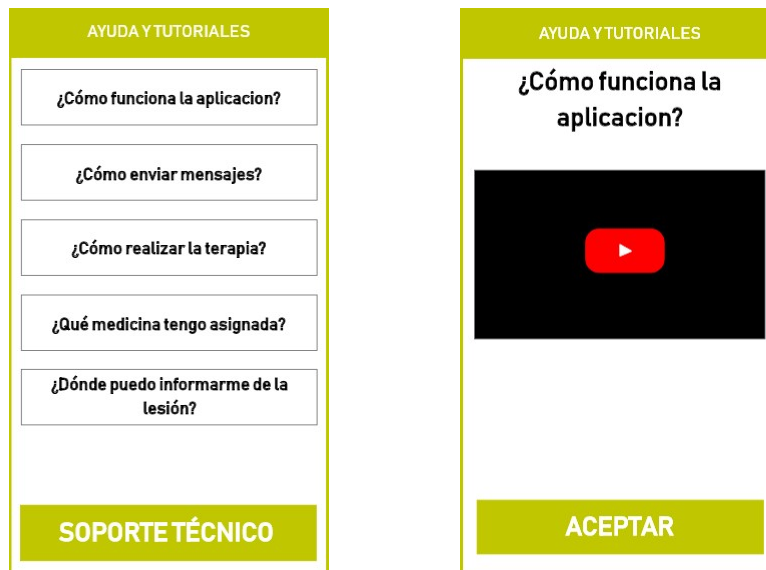 AYUDA Y TUTORIALES
¿Cómo funciona la aplicacion?
¿Cómo enviar mensajes?
¿Cómo realizar la terapia?
¿Qué medicina tengo asignada?
¿Dónde puedo informarme de la
lesión?
SOPORTE TÉCNICO
AYUDA Y TUTORIALES
¿Cómo funciona la
aplicacion?
ACEPTAR